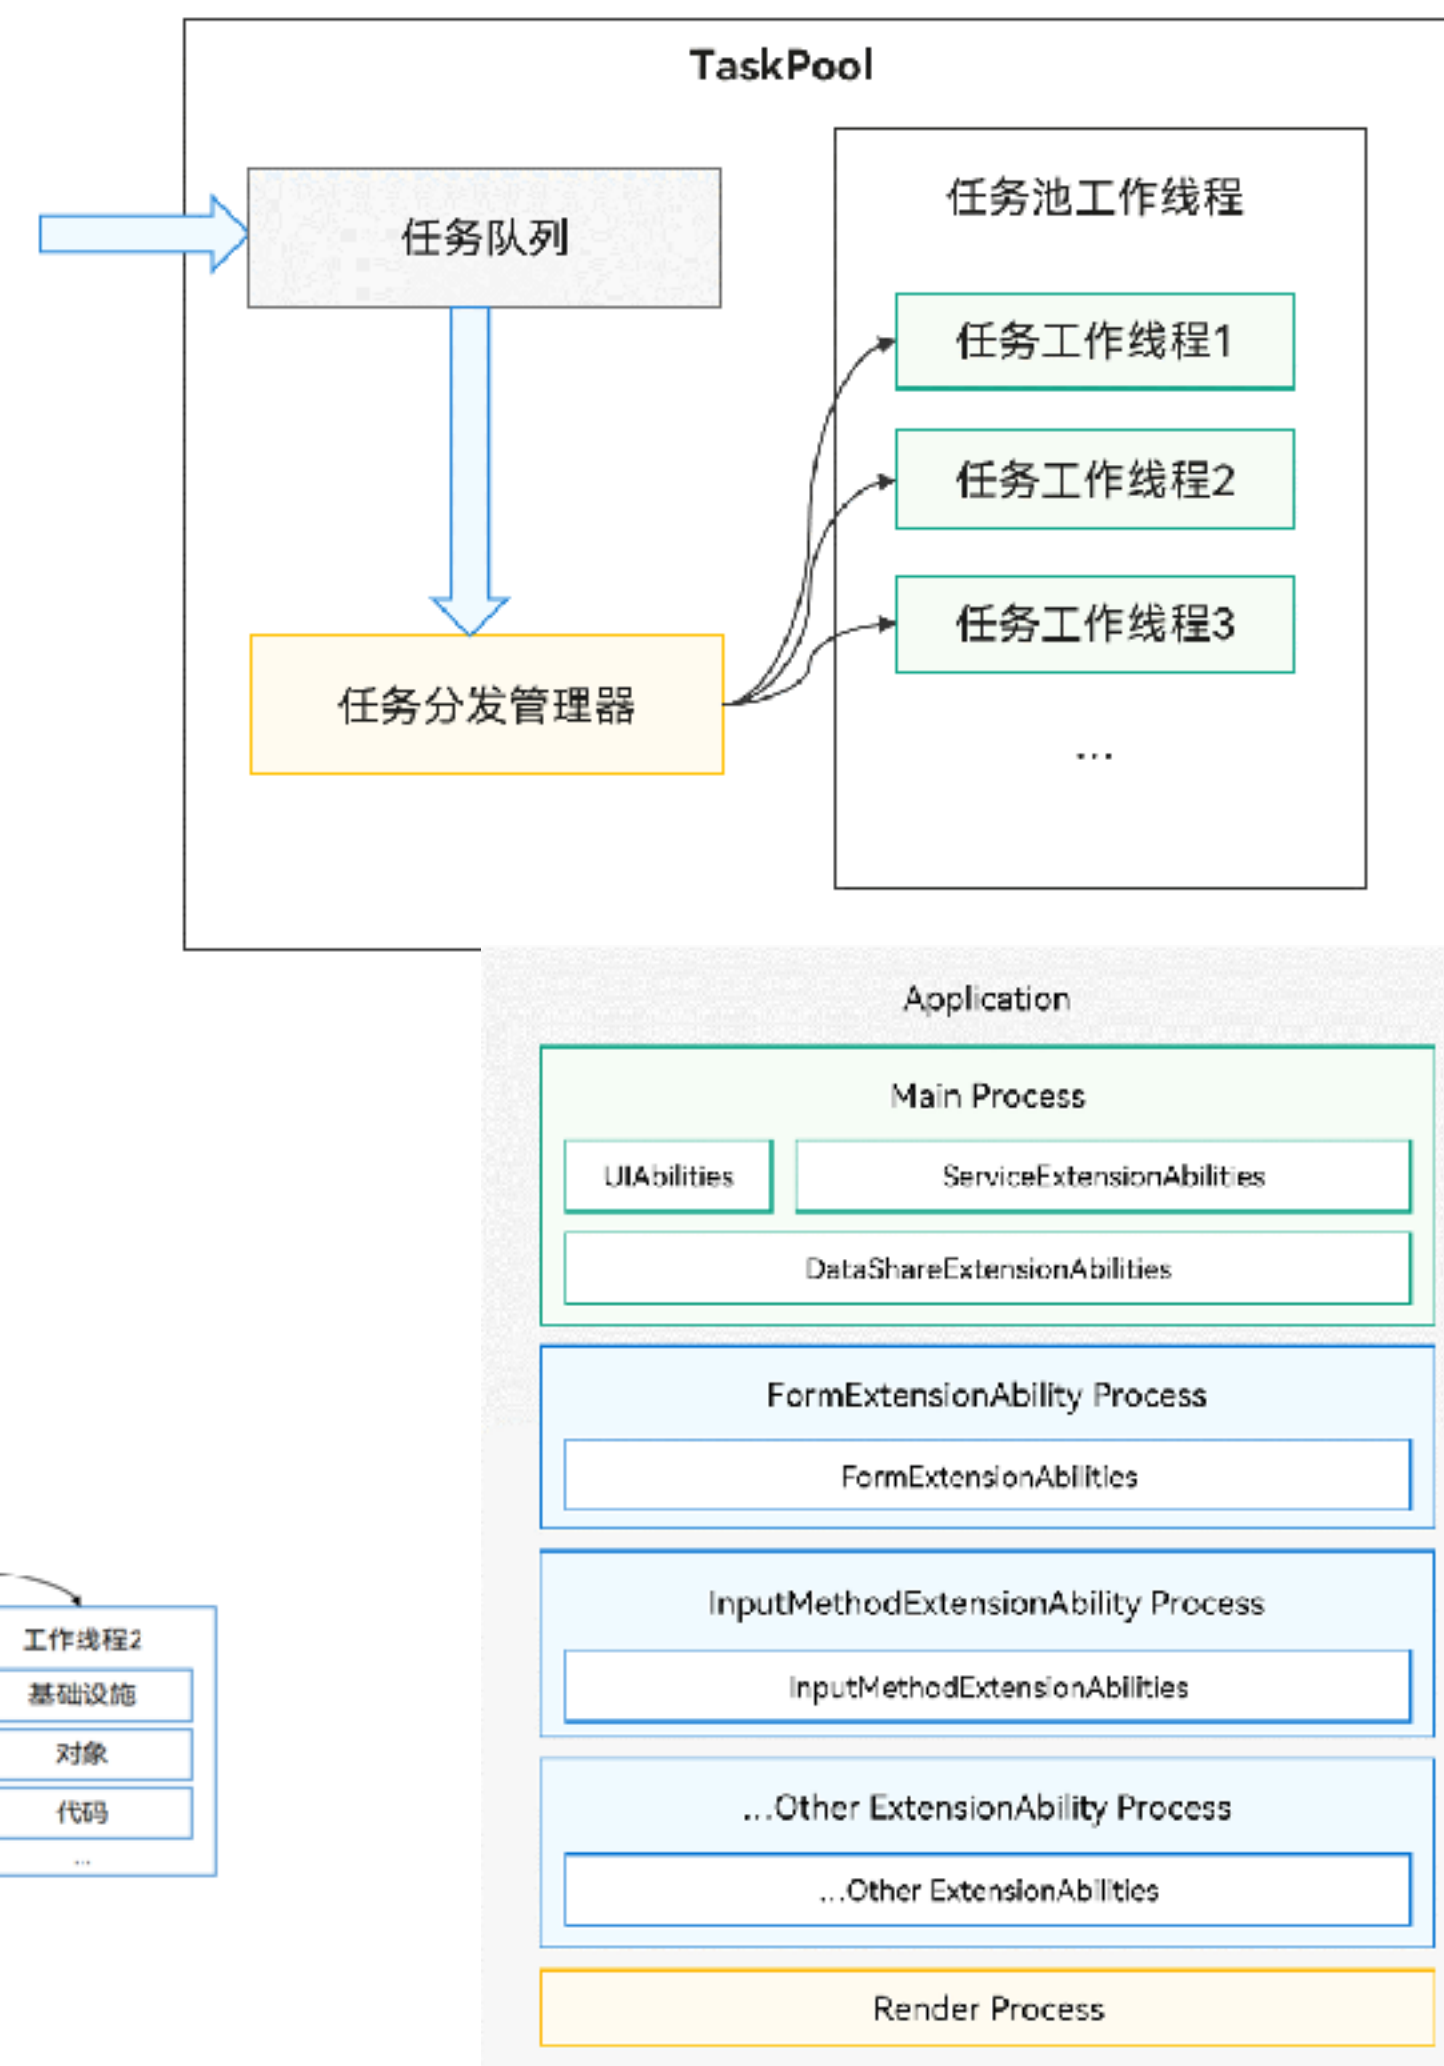 TaskPool
任务队列
任务池工作线程
任务工作线程1
任务工作线程2
任务工作线程3
...
任务分发管理器
Application
Main Process
UIAbilities
ServiceExtensionAbilities
DataShareExtensionAbilities
FormExtensionAbility Process
FormExtensionAbilities
InputMethodExtensionAbility Process
InputMethodExtensionAbilities
...Other ExtensionAbility Process
...Other ExtensionAbilities
Render Process
工作线程2
基础设施
对象
代码
...